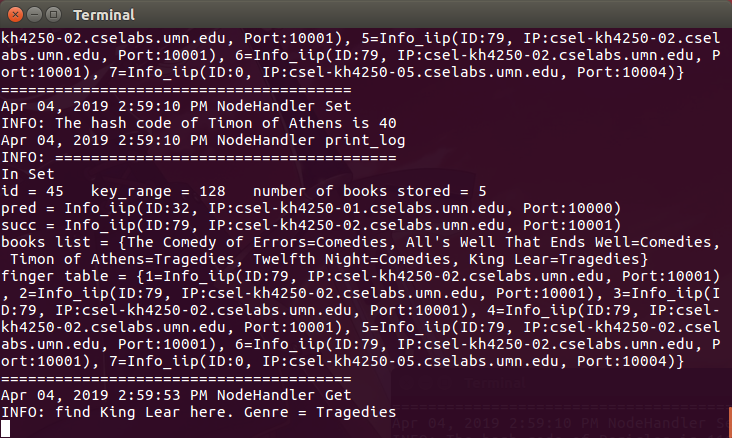 Terminal
kh4250-02.cselabs.umn.edu, Port:10001), 5=Info_iip(ID:79, IP:csel-kh4250-02.csel
abs.umn.edu, Port:10001), 6=Info_iip(ID:79, IP:csel-kh4250-02.cselabs.umn.edu, P
ort:10001), 7=Info_iip(ID:0, IP:csel-kh4250-05.cselabs.umn.edu, Port:10004)}
=======================================
Apr 04, 2019 2:59:10 PM NodeHandler Set
INFO: The hash code of Timon of Athens is 40
Apr 04, 2019 2:59:10 PM NodeHandler print_log
INFO: ======================================
In Set
id = 45   key_range = 128   number of books stored = 5
pred = Info_iip(ID:32, IP:csel-kh4250-01.cselabs.umn.edu, Port:10000)
succ = Info_iip(ID:79, IP:csel-kh4250-02.cselabs.umn.edu, Port:10001)
books list = {The Comedy of Errors=Comedies, All's Well That Ends Well=Comedies,
 Timon of Athens=Tragedies, Twelfth Night=Comedies, King Lear=Tragedies}
finger table = {1=Info_iip(ID:79, IP:csel-kh4250-02.cselabs.umn.edu, Port:10001)
, 2=Info_iip(ID:79, IP:csel-kh4250-02.cselabs.umn.edu, Port:10001), 3=Info_iip(I
D:79, IP:csel-kh4250-02.cselabs.umn.edu, Port:10001), 4=Info_iip(ID:79, IP:csel-
kh4250-02.cselabs.umn.edu, Port:10001), 5=Info_iip(ID:79, IP:csel-kh4250-02.csel
abs.umn.edu, Port:10001), 6=Info_iip(ID:79, IP:csel-kh4250-02.cselabs.umn.edu, P
ort:10001), 7=Info_iip(ID:0, IP:csel-kh4250-05.cselabs.umn.edu, Port:10004)}
=======================================
Apr 04, 2019 2:59:53 PM NodeHandler Get
INFO: find King Lear here. Genre = Tragedies